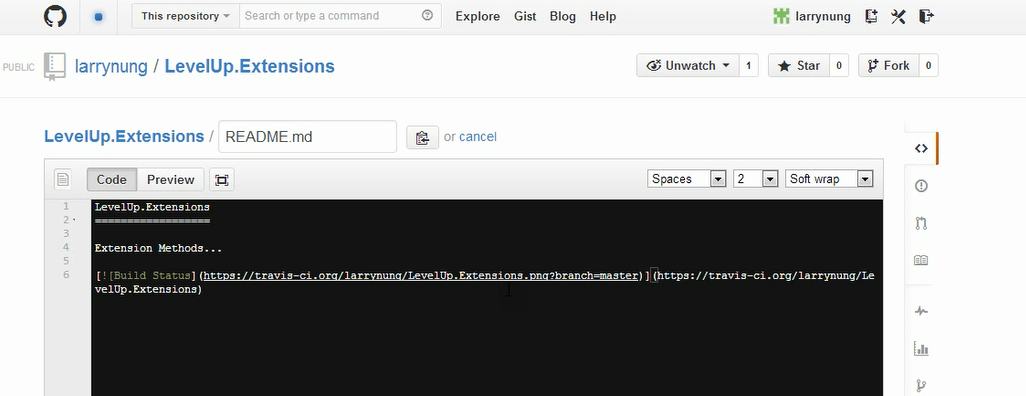 This repository Search or type a command Explore Gist Blog Help larrynung
PUBLIC larrynung / LevelUp.Extensions Unwatch 1 Star 0 Fork 0
LevelUp.Extensions / README.md or cancel
Code Preview Spaces 2 Soft wrap
1 LevelUp.Extensions
2 ==================
3
4 Extension Methods...
5
6 [![Build Status](https://travis-ci.org/larrynung/LevelUp.Extensions.png?branch=master)](https://travis-ci.org/larrynung/Le
velUp.Extensions)